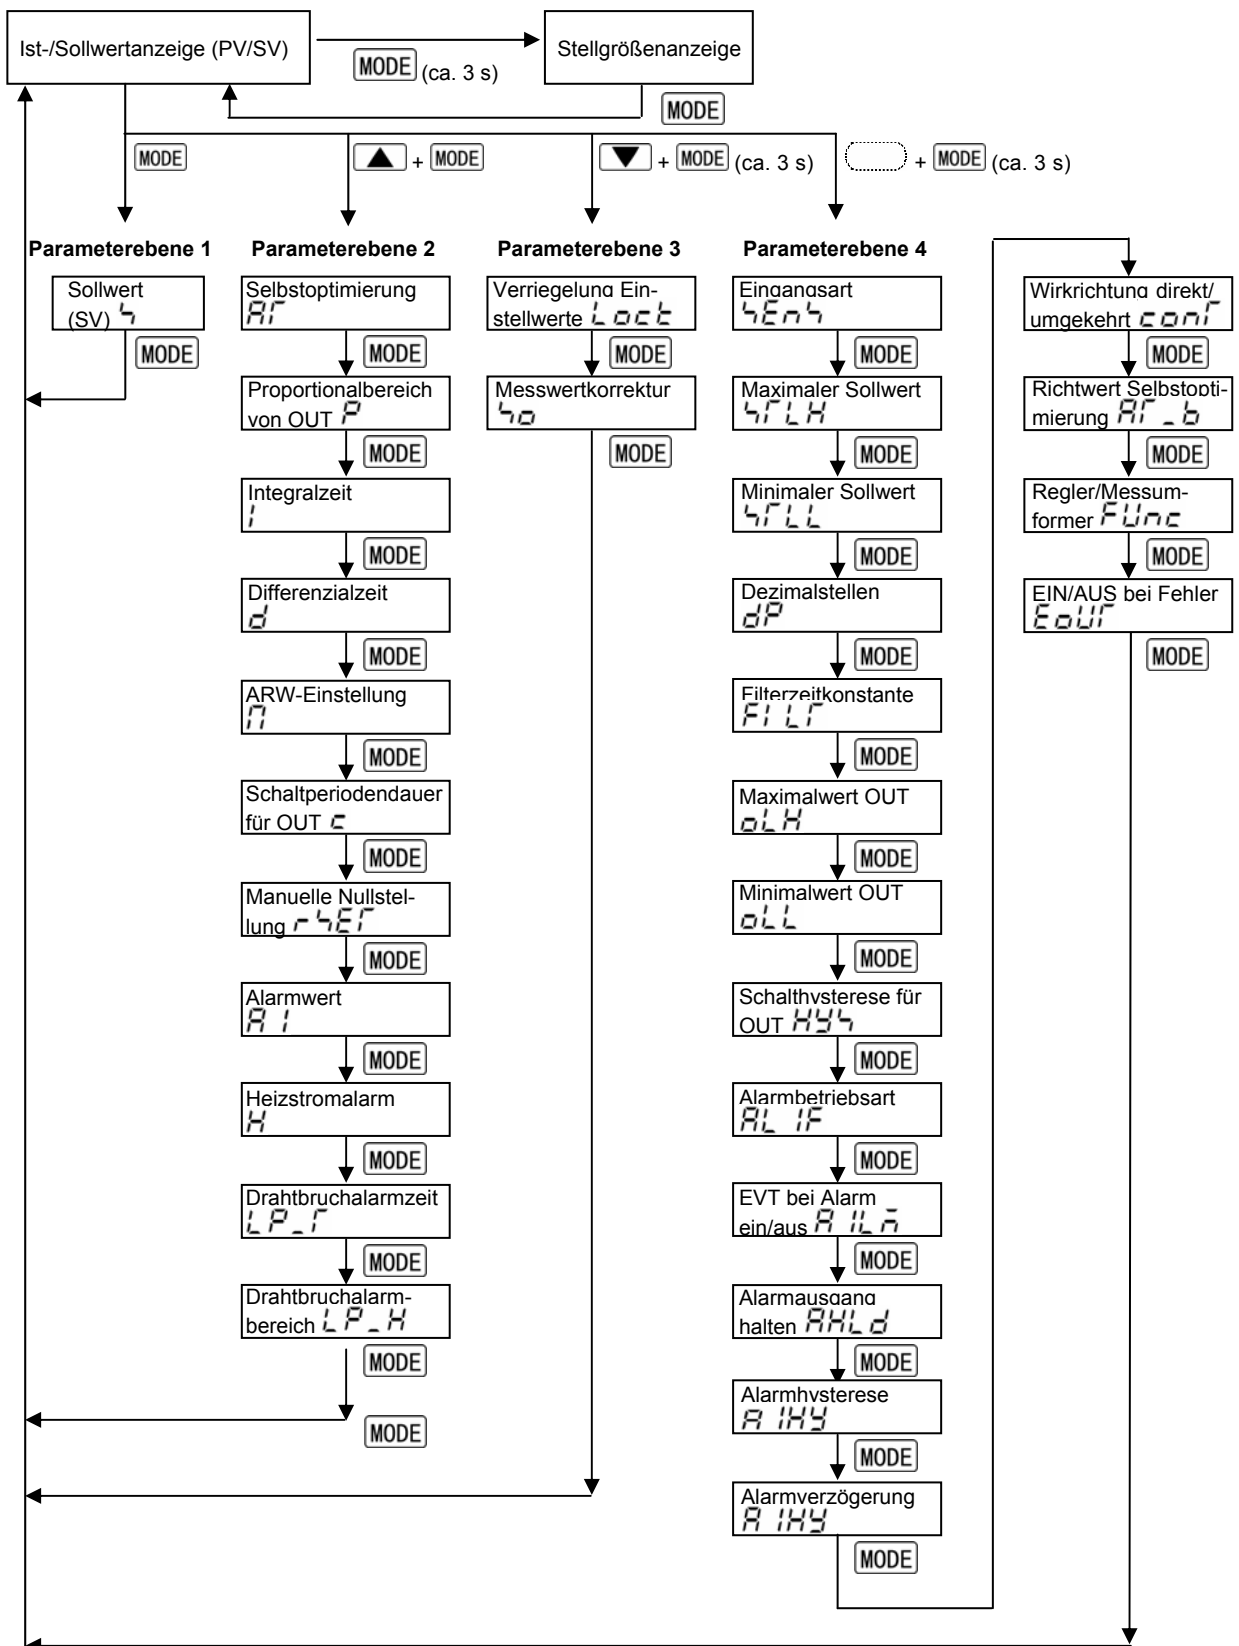 Ist-/Sollwertanzeige (PV/SV)
MODE (ca. 3 s)
Stellgrößenanzeige
MODE
MODE
+ MODE
+ MODE (ca. 3 s)
+ MODE (ca. 3 s)
Parameterebene 1
Sollwert
(SV)
MODE
Parameterebene 2
Selbstoptimierung
AT
MODE
Proportionalbereich
von OUT P
MODE
Integralzeit
I
MODE
Differenzialzeit
d
MODE
ARW-Einstellung
MODE
Schaltperiodendauer
für OUT c
MODE
Manuelle Nullstel-
lung rSET
MODE
Alarmwert
A1
MODE
Heizstromalarm
H
MODE
Drahtbruchalarmzeit
LP_T
MODE
Drahtbruchalarm-
bereich LP_H
MODE
MODE
Parameterebene 3
Verriegelung Ein-
stellwerte Lock
MODE
Messwertkorrektur
So
MODE
Parameterebene 4
Eingangsart
SEnS
MODE
Maximaler Sollwert
STLH
MODE
Minimaler Sollwert
STLL
MODE
Dezimalstellen
dP
MODE
Filterzeitkonstante
FILT
MODE
Maximalwert OUT
oLH
MODE
Minimalwert OUT
oLL
MODE
Schalthysterese für
OUT HYS
MODE
Alarmbetriebsart
AL1F
MODE
EVT bei Alarm
ein/aus A1Lm
MODE
Alarmausgang
halten AHLd
MODE
Alarmhysterese
A1HY
MODE
Alarmverzögerung
A1HY
MODE
Wirkrichtung direkt/
umgekehrt conT
MODE
Richtwert Selbstopti-
mierung AT_b
MODE
Regler/Messum-
former FUnc
MODE
EIN/AUS bei Fehler
EoUT
MODE